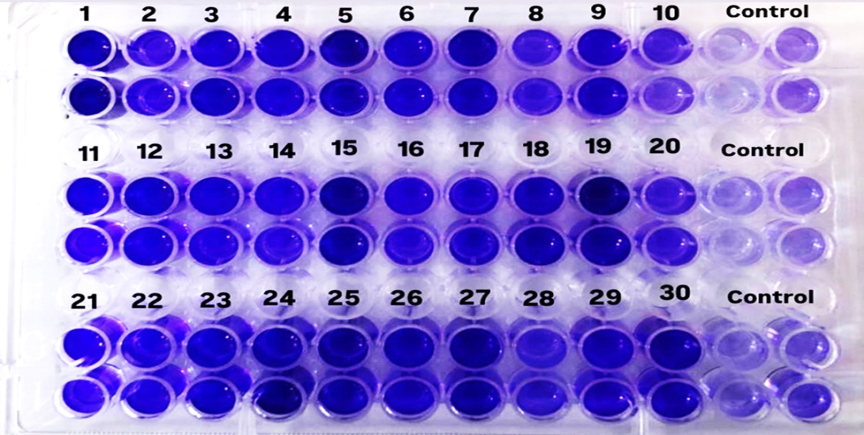 1 2 3 4 5 6 7 8 9 10 Control
11 12 13 14 15 16 17 18 19 20 Control
21 22 23 24 25 26 27 28 29 30 Control